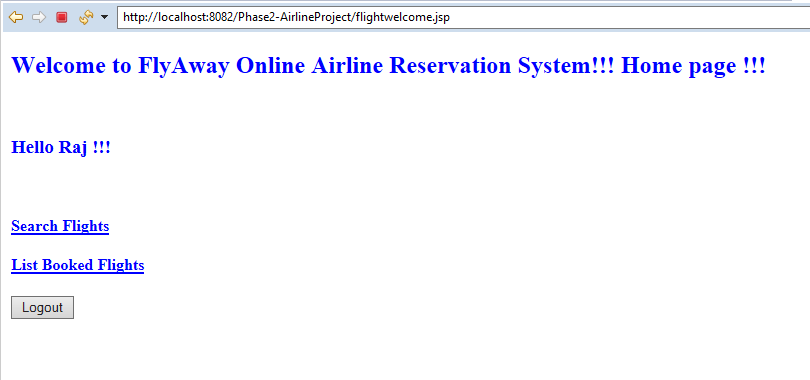 http://localhost:8082/Phase2-AirlineProject/flightwelcome.jsp
Welcome to FlyAway Online Airline Reservation System!!! Home page !!!
Hello Raj !!!
Search Flights
List Booked Flights
Logout